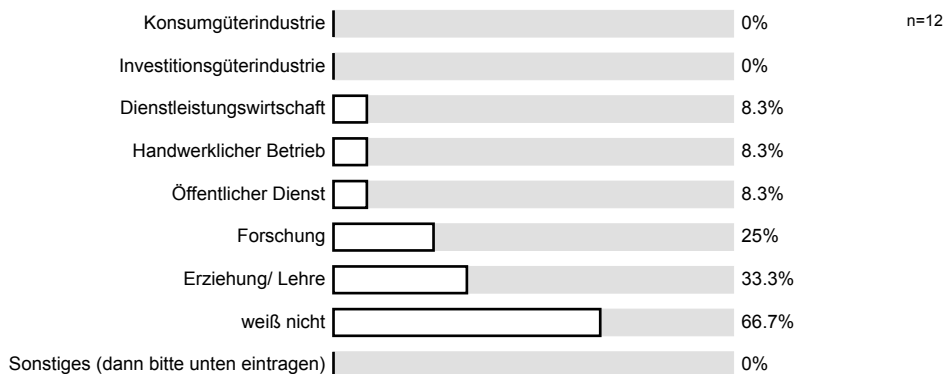 Konsumgüterindustrie 0% n=12
Investitionsgüterindustrie 0%
Dienstleistungswirtschaft 8.3%
Handwerklicher Betrieb 8.3%
Öffentlicher Dienst 8.3%
Forschung 25%
Erziehung/ Lehre 33.3%
weiß nicht 66.7%
Sonstiges (dann bitte unten eintragen) 0%